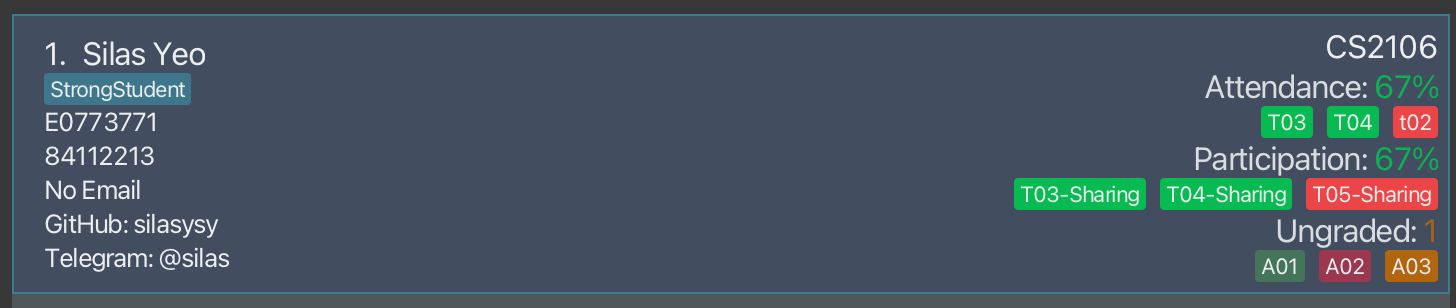 1. Silas Yeo
StrongStudent
E0773771
84112213
No Email
GitHub: silasysy
Telegram: @silas
CS2106
Attendance: 67%
T03 T04 t02
Participation: 67%
T03-Sharing T04-Sharing T05-Sharing
Ungraded: 1
A01 A02 A03